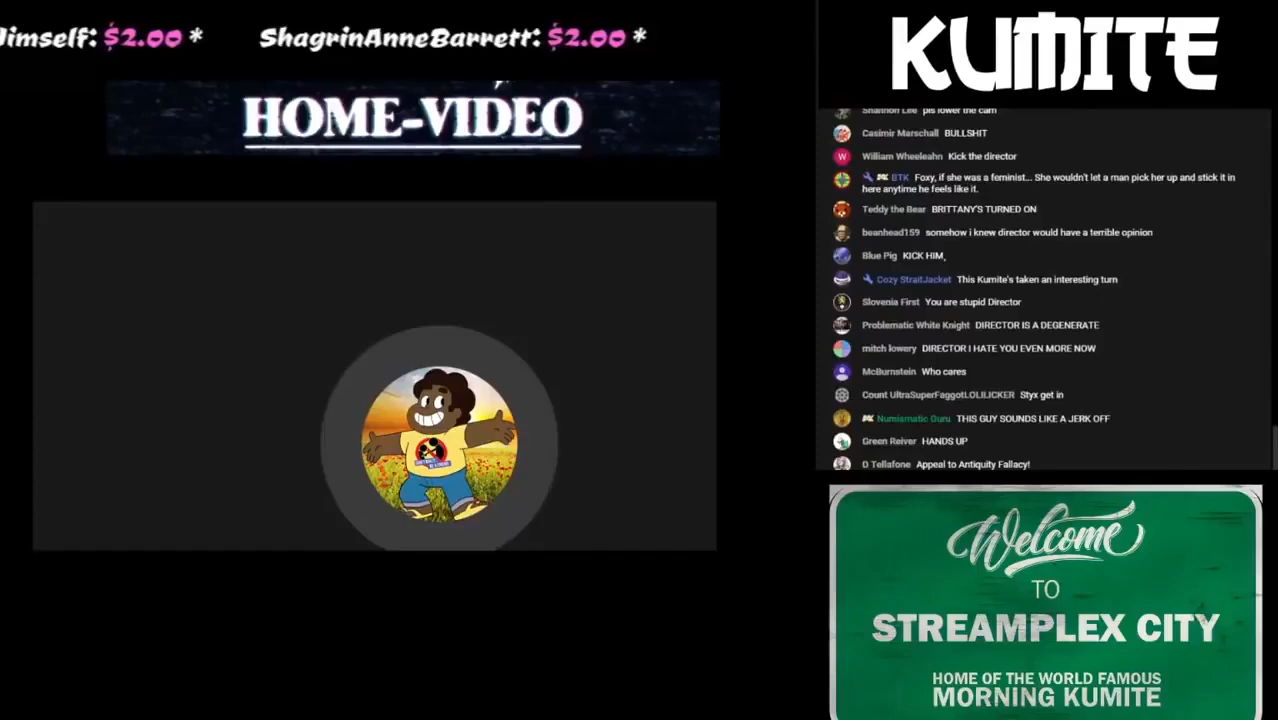 Jimself: $2.00 * ShagrinAnneBarrett: $2.00 *
KUMITE
HOME-VIDEO
Shannon Lee pls lower the cam
Casimir Marschall BULLSHIT
W William Wheeleahn Kick the director
BTK Foxy, if she was a feminist... She wouldn't let a man pick her up and stick it in
here anytime he feels like it.
Teddy the Bear BRITTANY'S TURNED ON
beanhead159 somehow i knew director would have a terrible opinion
Blue Pig KICK HIM,
Cozy StraitJacket This Kumite's taken an interesting turn
Slovenia First You are stupid Director
Problematic White Knight DIRECTOR IS A DEGENERATE
mitch lowery DIRECTOR I HATE YOU EVEN MORE NOW
McBurnstein Who cares
Count UltraSuperFaggotLOLILICKER Styx get in
Numismatic Guru THIS GUY SOUNDS LIKE A JERK OFF
Green Reiver HANDS UP
D Tellafone Appeal to Antiquity Fallacy!
Welcome
TO
STREAMPLEX CITY
HOME OF THE WORLD FAMOUS
MORNING KUMITE